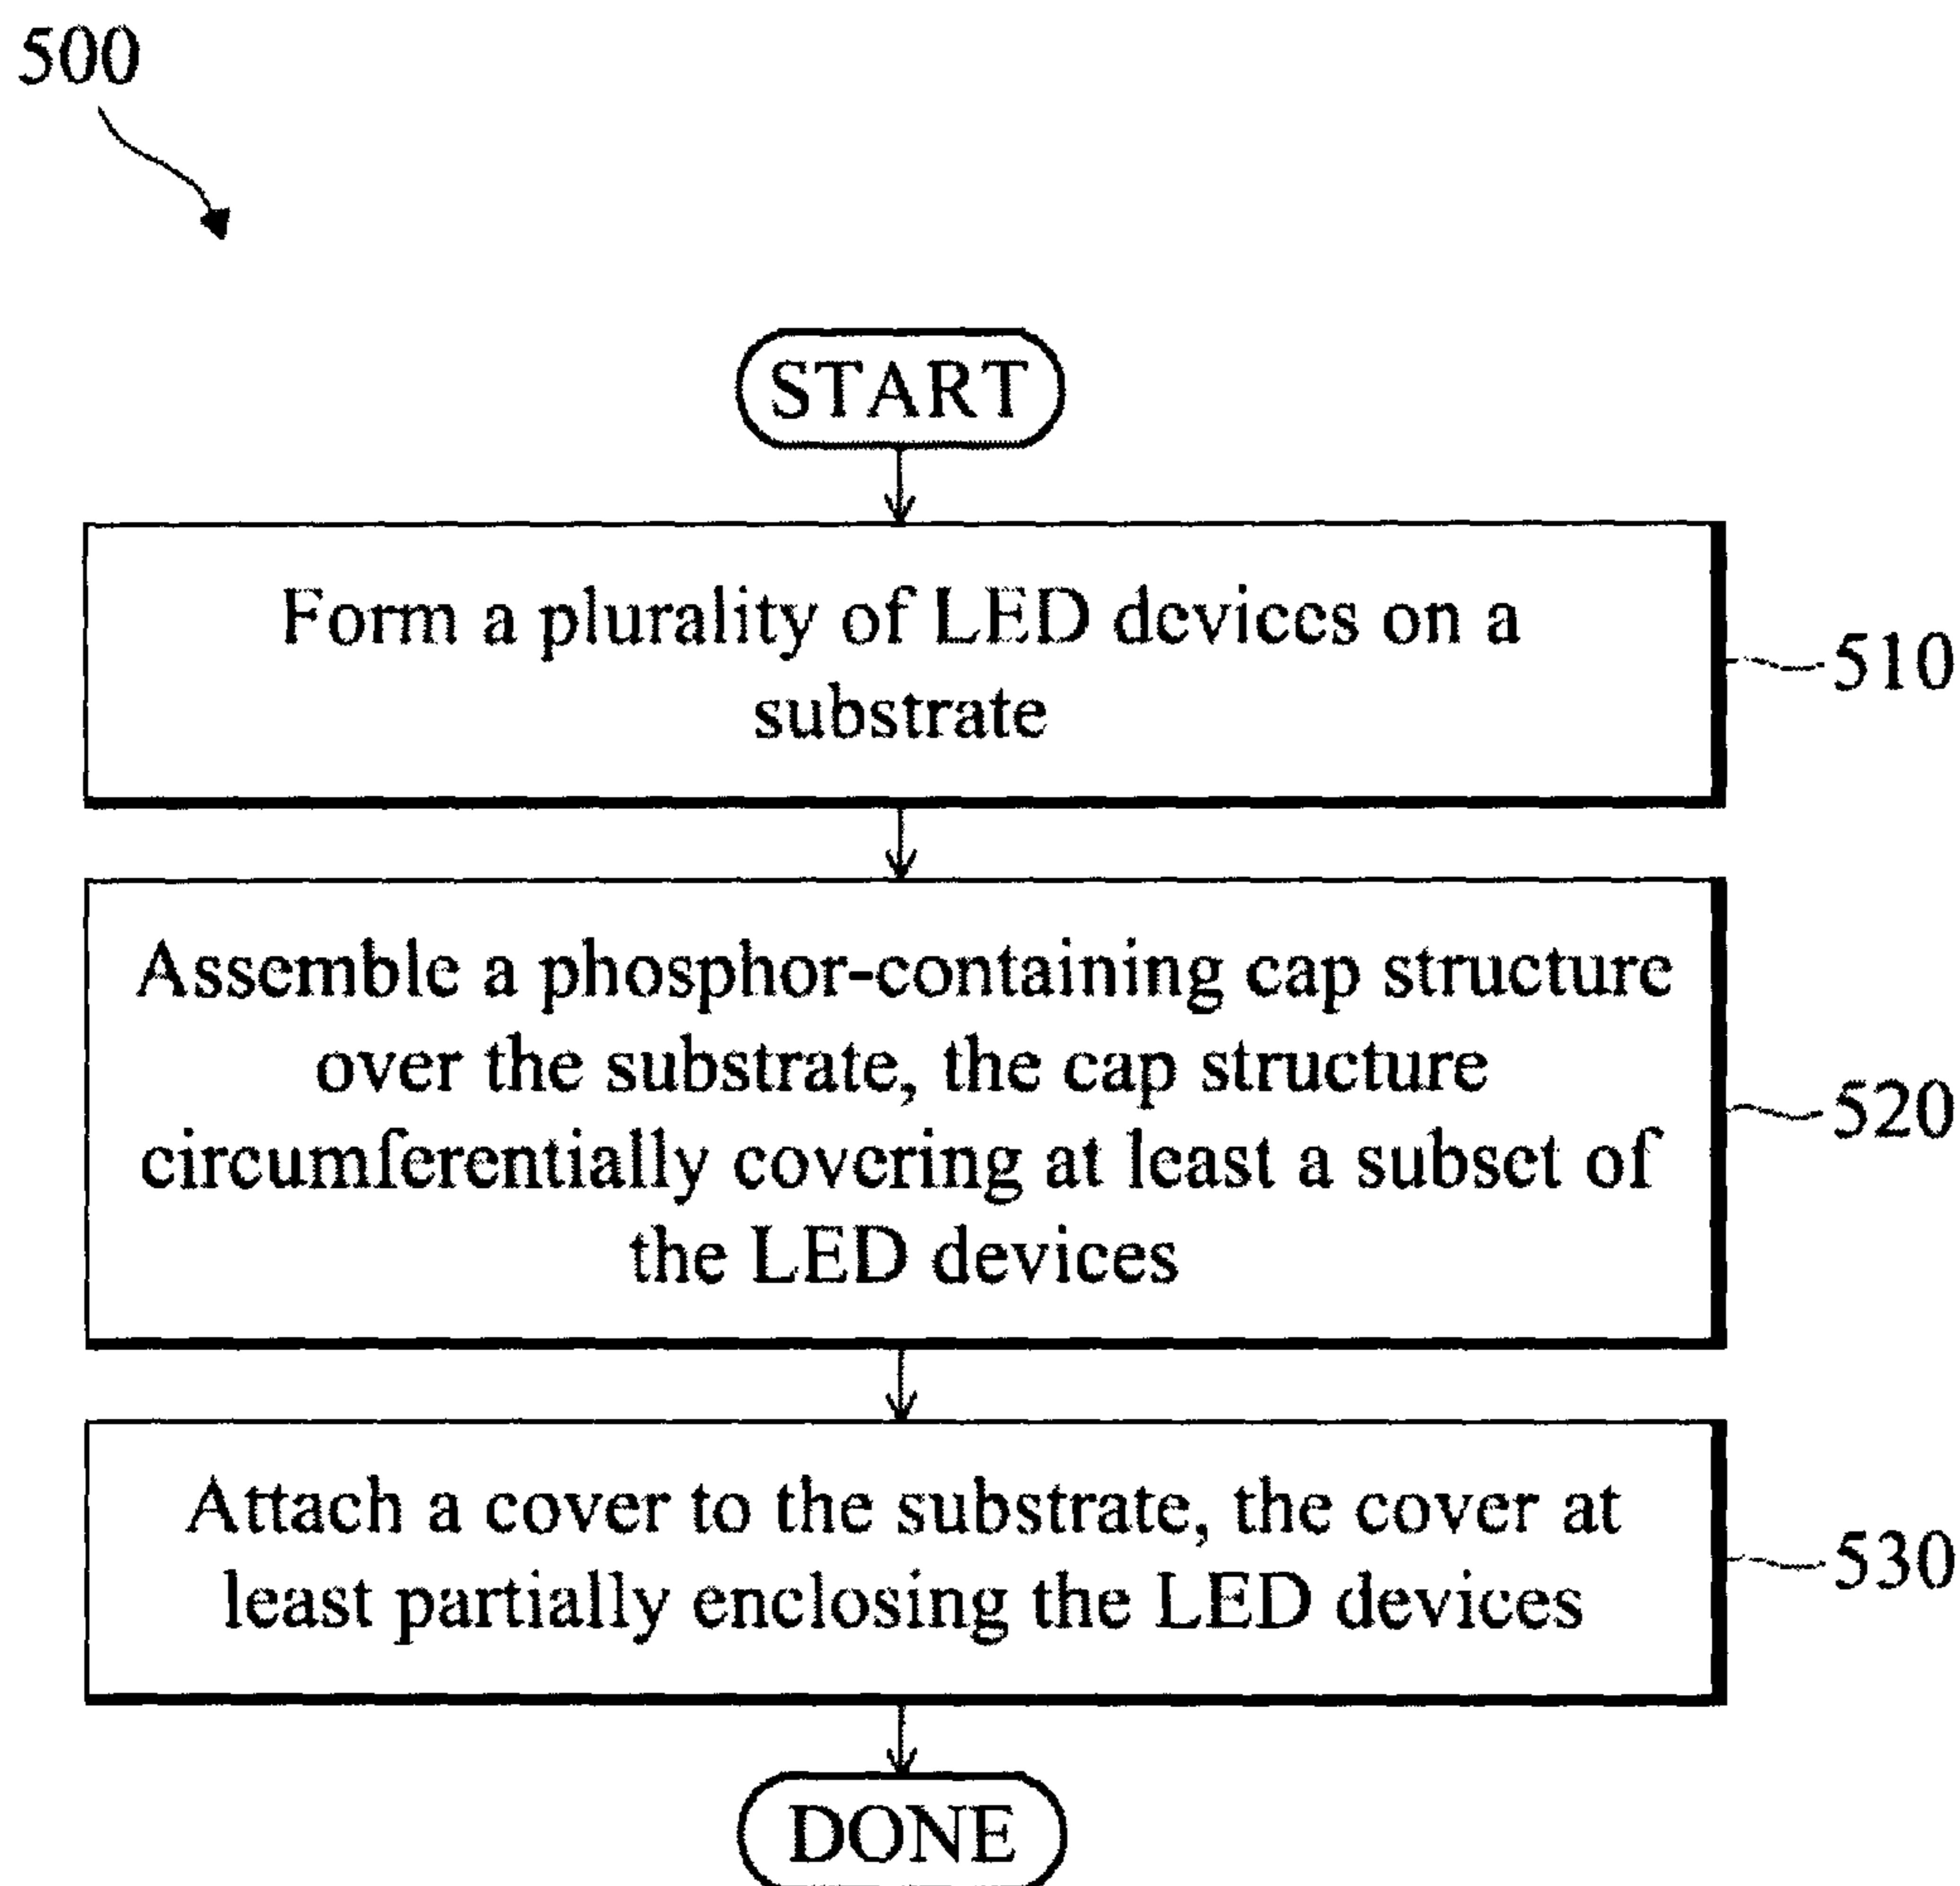 500
START
Form a plurality of LED devices on a
substrate
510
Assemble a phosphor-containing cap structure
over the substrate, the cap structure
circumferentially covering at least a subset of
the LED devices
520
Attach a cover to the substrate, the cover at
least partially enclosing the LED devices
530
DONE